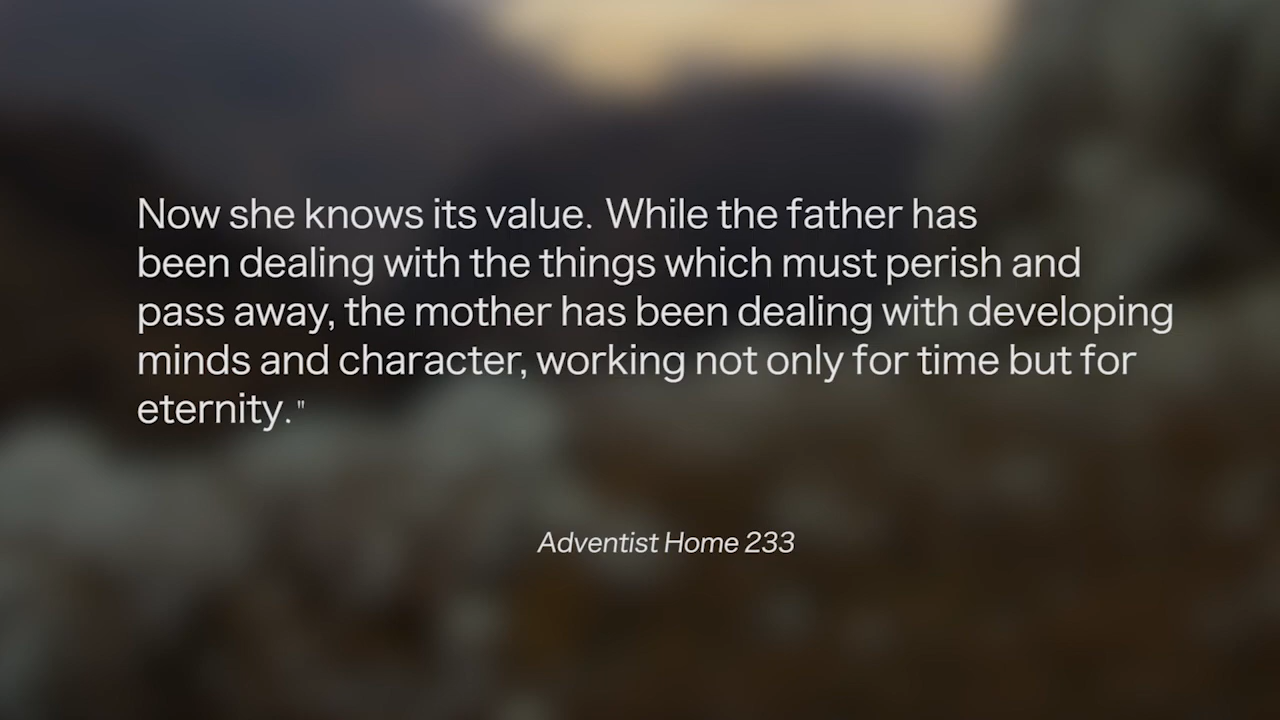 Now she knows its value. While the father has
been dealing with the things which must perish and
pass away, the mother has been dealing with developing
minds and character, working not only for time but for
eternity."
Adventist Home 233